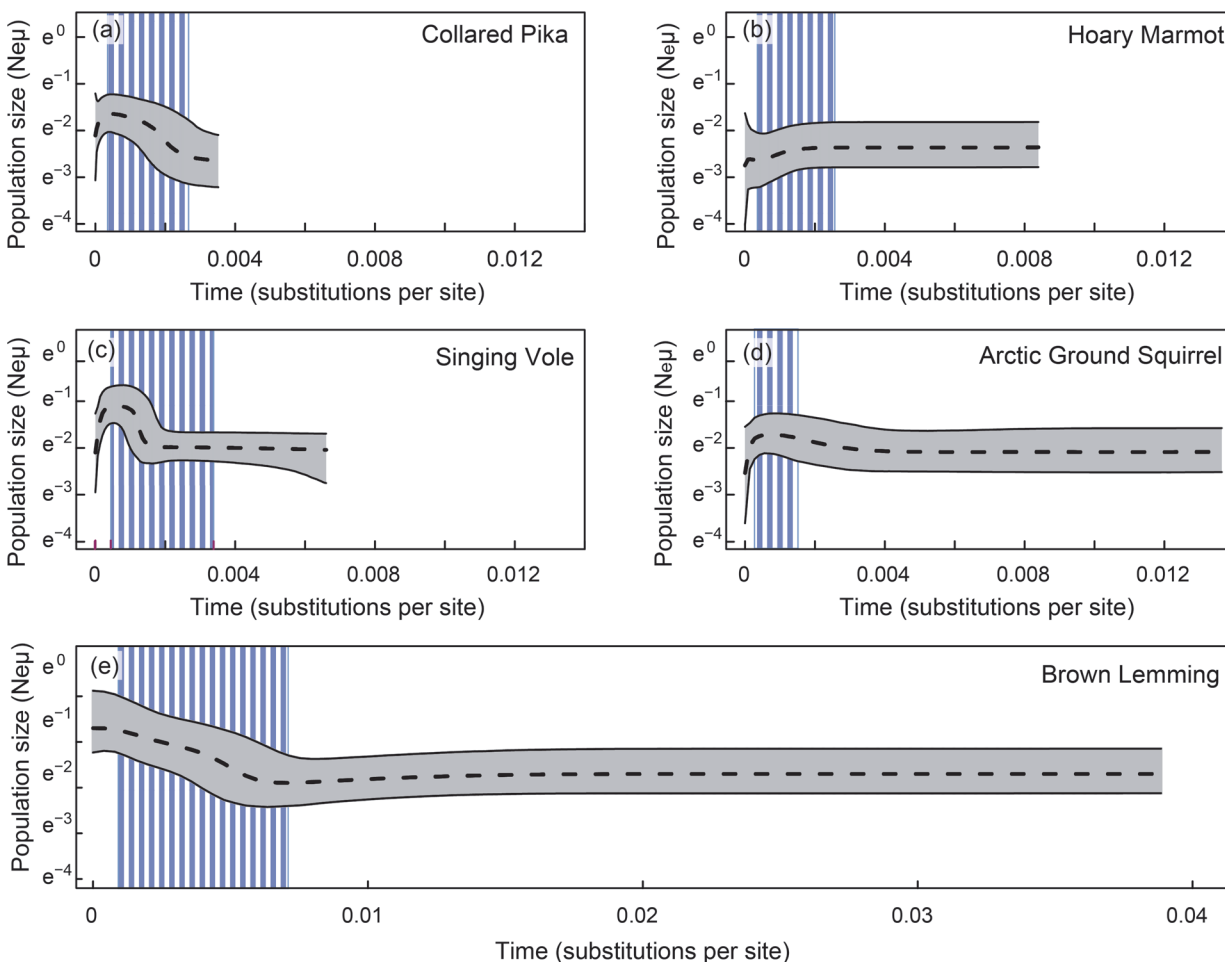 (a) Collared Pika
Population size (Neμ)
e⁰
e⁻¹
e⁻²
e⁻³
e⁻⁴
0 0.004 0.008 0.012
Time (substitutions per site)
(b) Hoary Marmot
Population size (Neμ)
e⁰
e⁻¹
e⁻²
e⁻³
e⁻⁴
0 0.004 0.008 0.012
Time (substitutions per site)
(c) Singing Vole
Population size (Neμ)
e⁰
e⁻¹
e⁻²
e⁻³
e⁻⁴
0 0.004 0.008 0.012
Time (substitutions per site)
(d) Arctic Ground Squirrel
Population size (Neμ)
e⁰
e⁻¹
e⁻²
e⁻³
e⁻⁴
0 0.004 0.008 0.012
Time (substitutions per site)
(e) Brown Lemming
Population size (Neμ)
e⁰
e⁻¹
e⁻²
e⁻³
e⁻⁴
0 0.01 0.02 0.03 0.04
Time (substitutions per site)